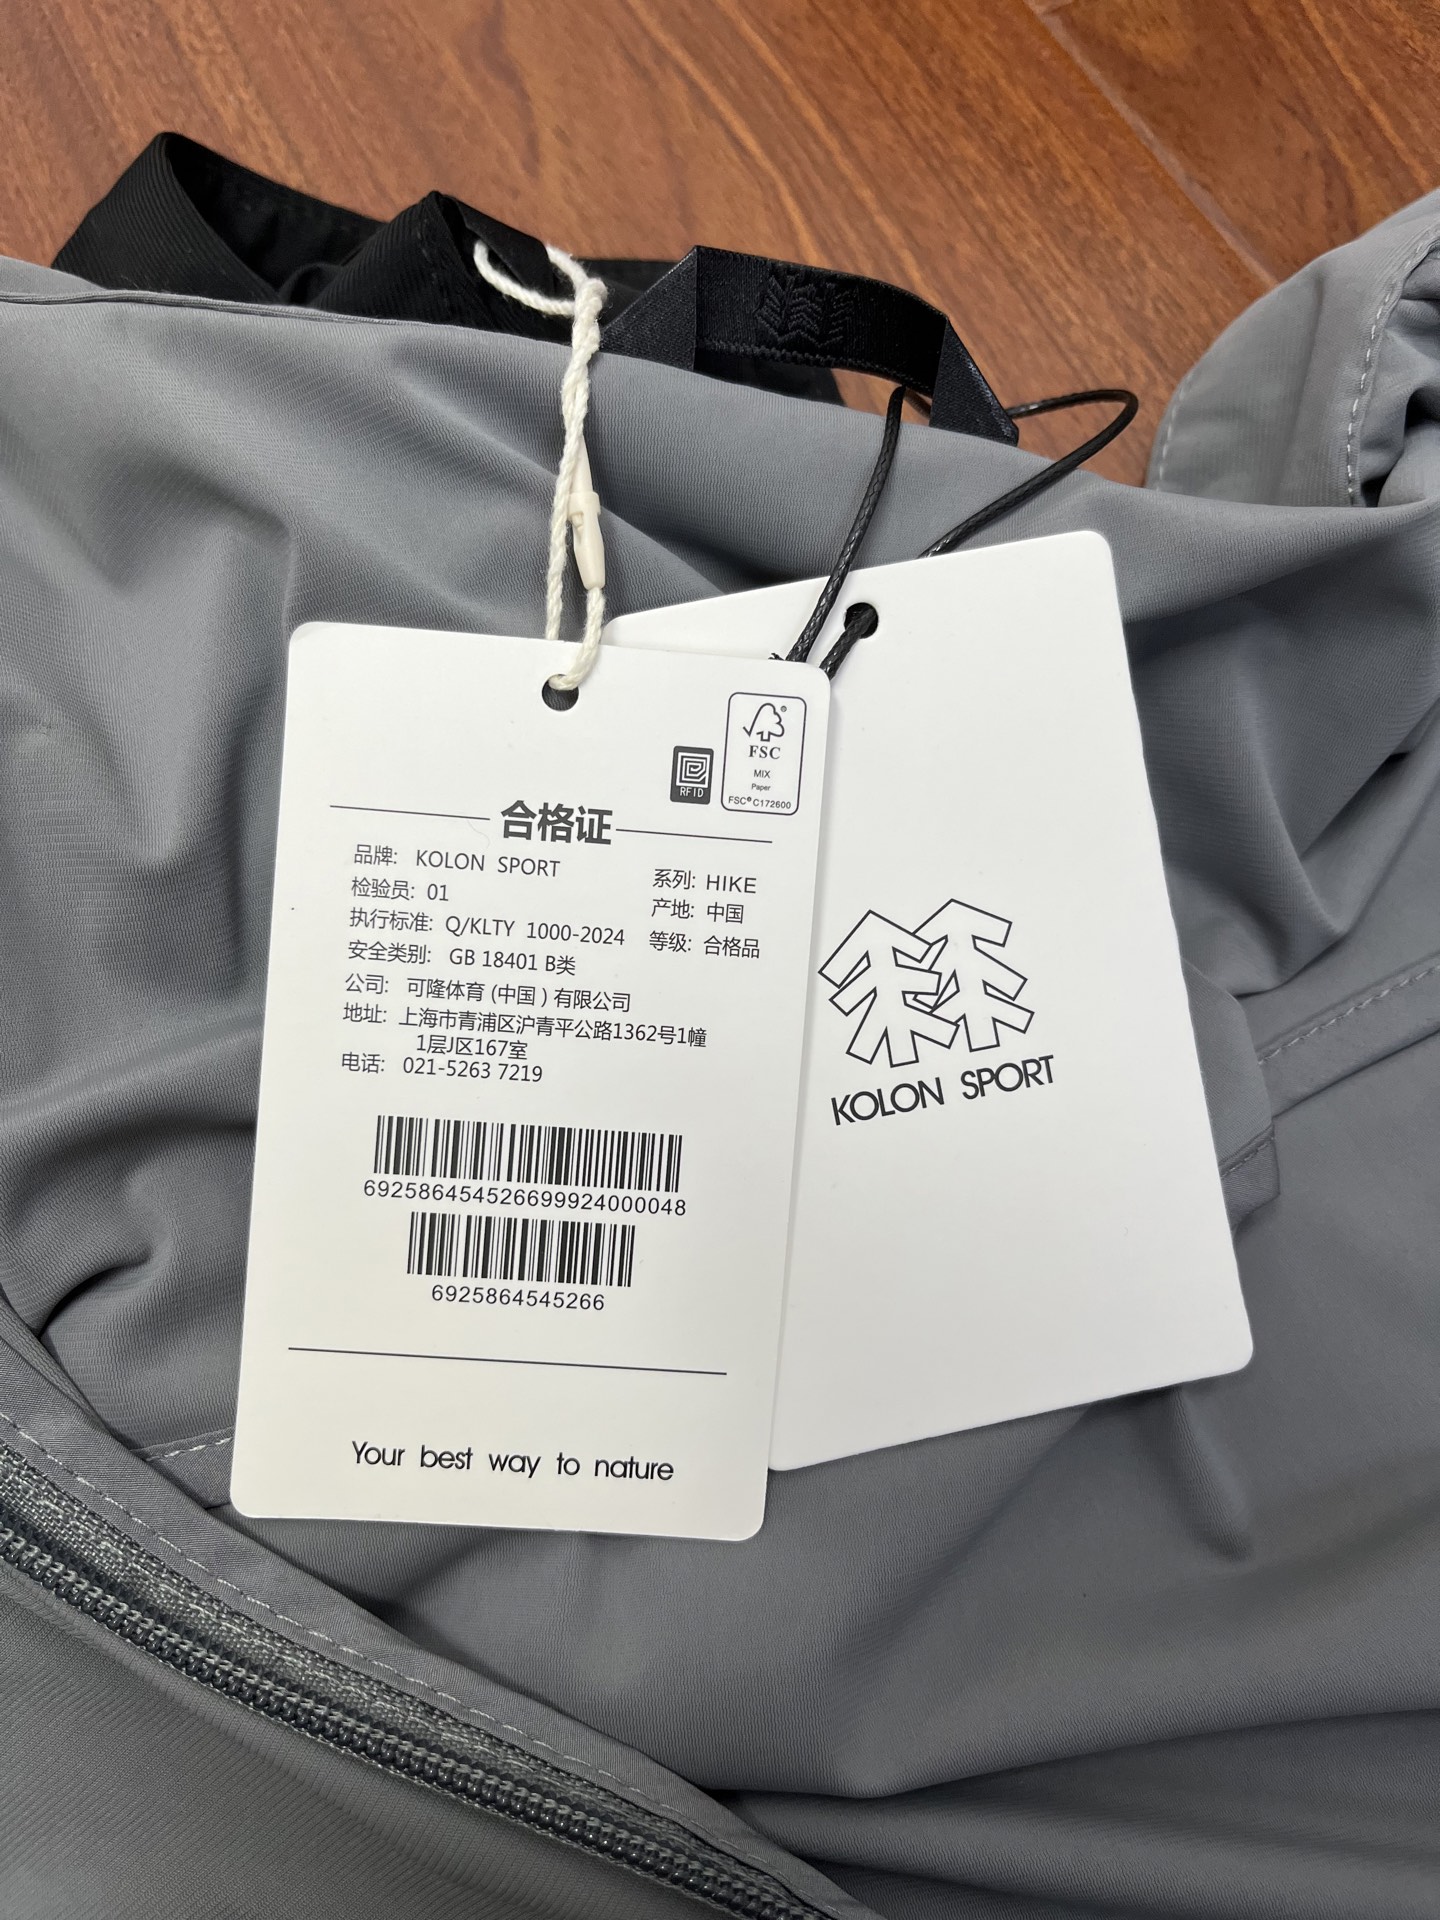 FSC
MIX
Paper
FSC® C172600
RFID
合格证
品牌: KOLON SPORT
系列: HIKE
检验员: 01
产地: 中国
执行标准: Q/KLTY 1000-2024
等级: 合格品
安全类别: GB 18401 B类
公司: 可隆体育 (中国) 有限公司
地址: 上海市青浦区沪青平公路1362号1幢
1层J区167室
电话: 021-5263 7219
692586454526699924000048
6925864545266
Your best way to nature
KOLON SPORT